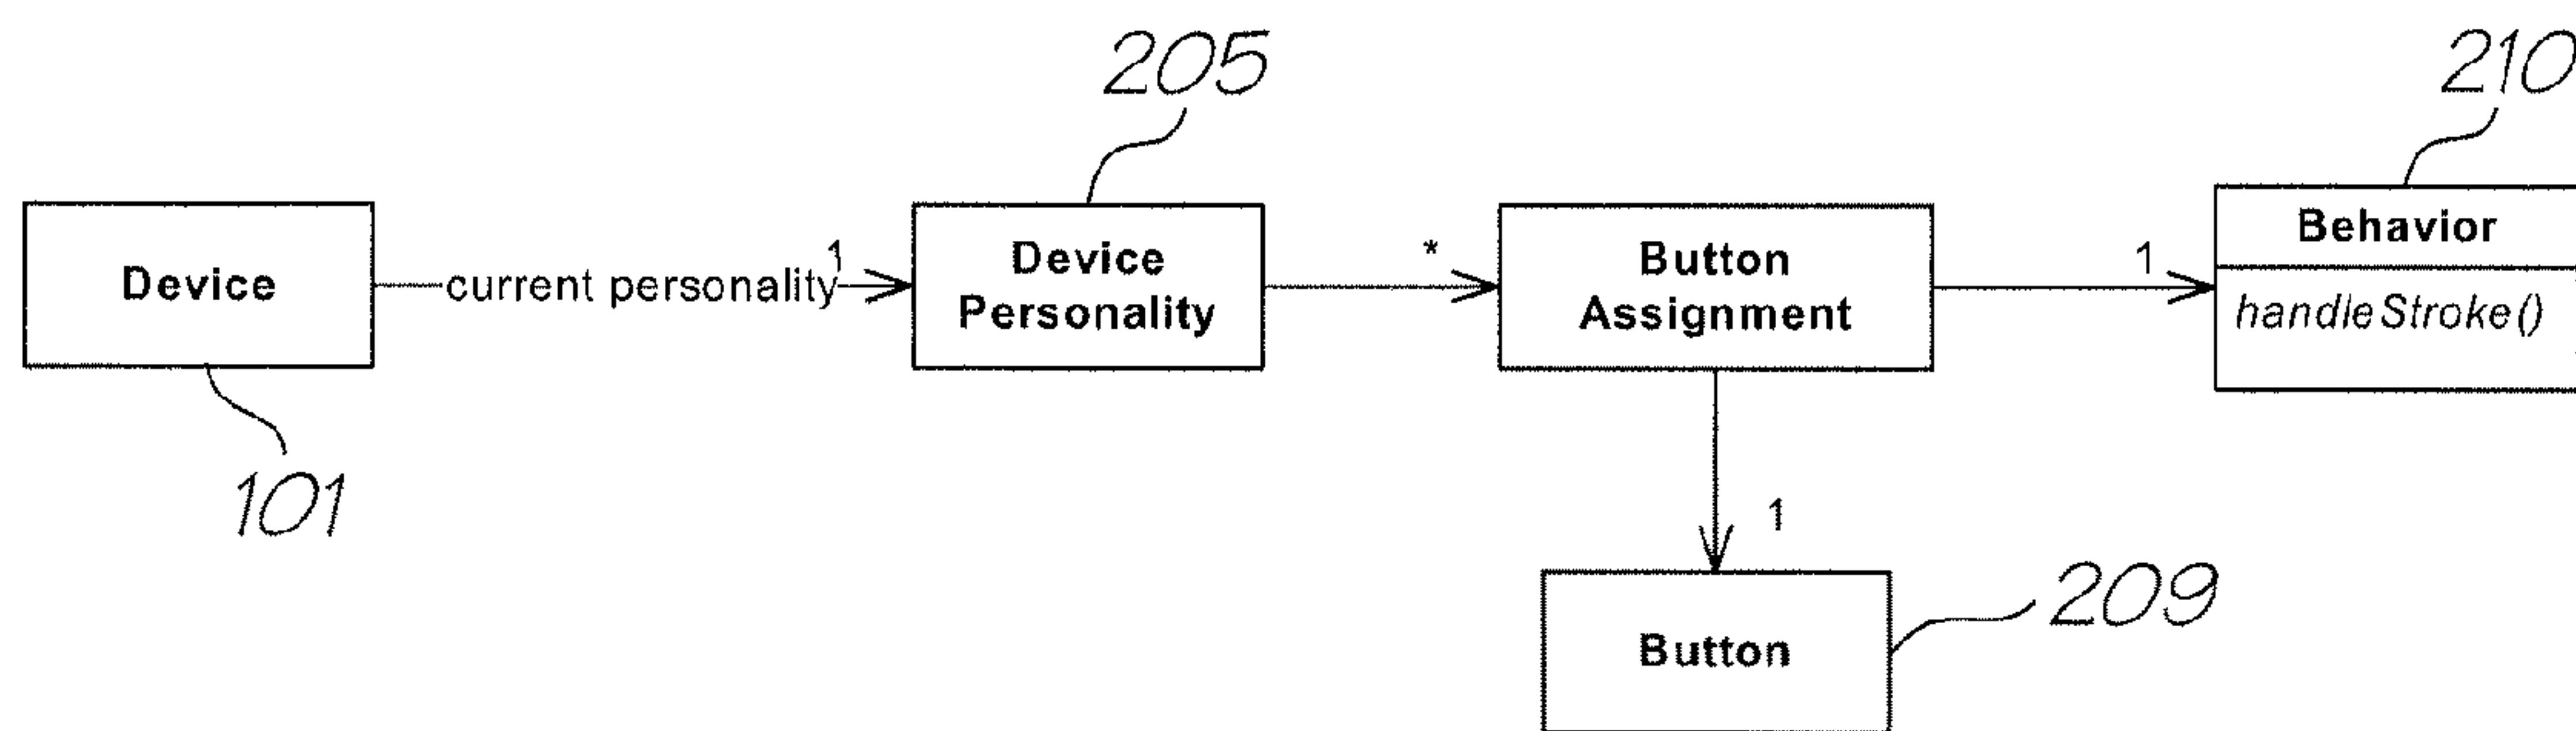 205
210
Device
current personality
1
Device
Personality
*
Button
Assignment
1
Behavior
handleStroke()
101
1
Button
209